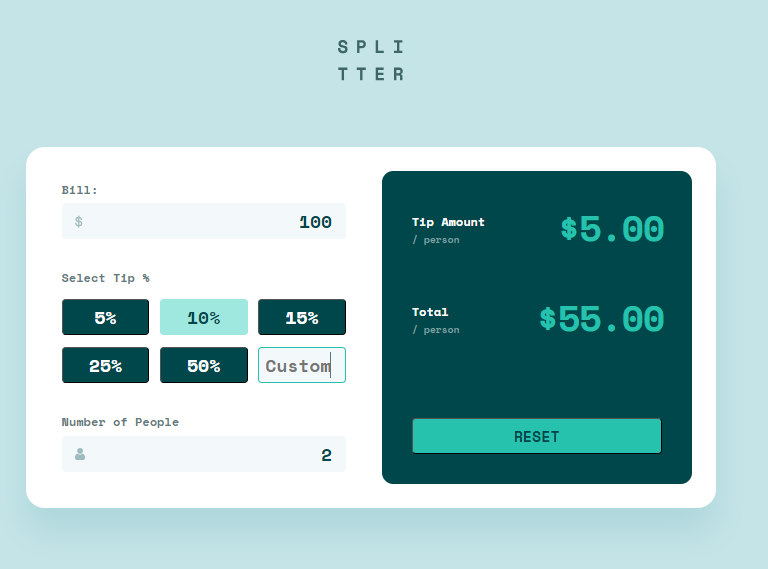 SPLI
TTER
Bill:
$ 100
Select Tip %
5% 10% 15%
25% 50% Custom
Number of People
2
Tip Amount
/ person
$5.00
Total
/ person
$55.00
RESET